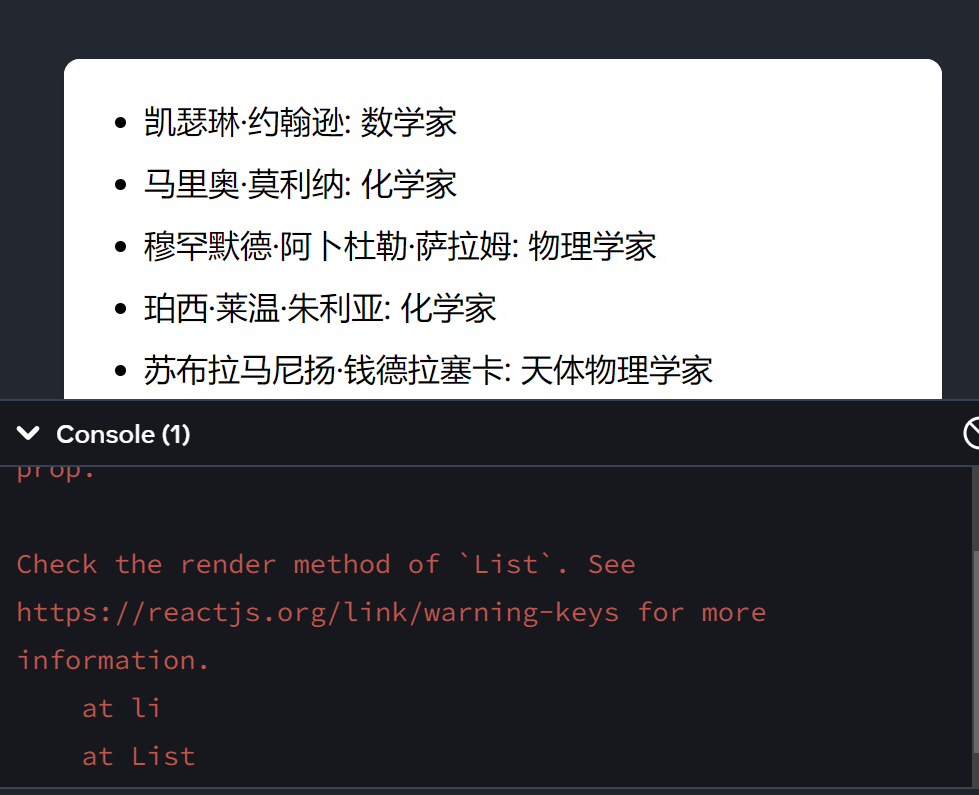 凯瑟琳·约翰逊: 数学家
马里奥·莫利纳: 化学家
穆罕默德·阿卜杜勒·萨拉姆: 物理学家
珀西·莱温·朱利亚: 化学家
苏布拉马尼扬·钱德拉塞卡: 天体物理学家
Console (1)
prop.
Check the render method of `List`. See
https://reactjs.org/link/warning-keys for more
information.
at li
at List